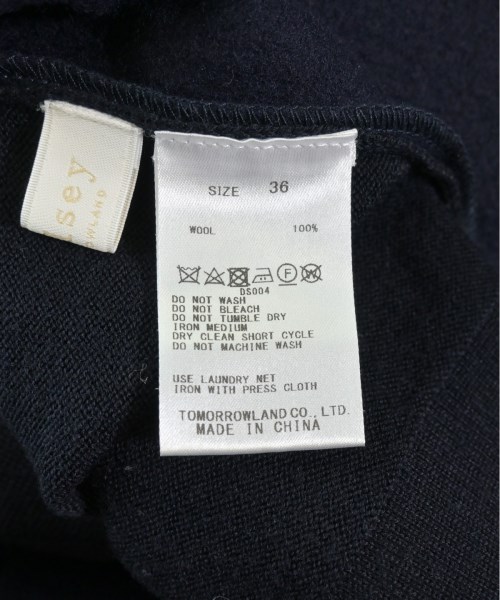 SIZE 36
WOOL 100%
F W
DS004
DO NOT WASH
DO NOT BLEACH
DO NOT TUMBLE DRY
IRON MEDIUM
DRY CLEAN SHORT CYCLE
DO NOT MACHINE WASH
USE LAUNDRY NET
IRON WITH PRESS CLOTH
TOMORROWLAND CO., LTD.
MADE IN CHINA